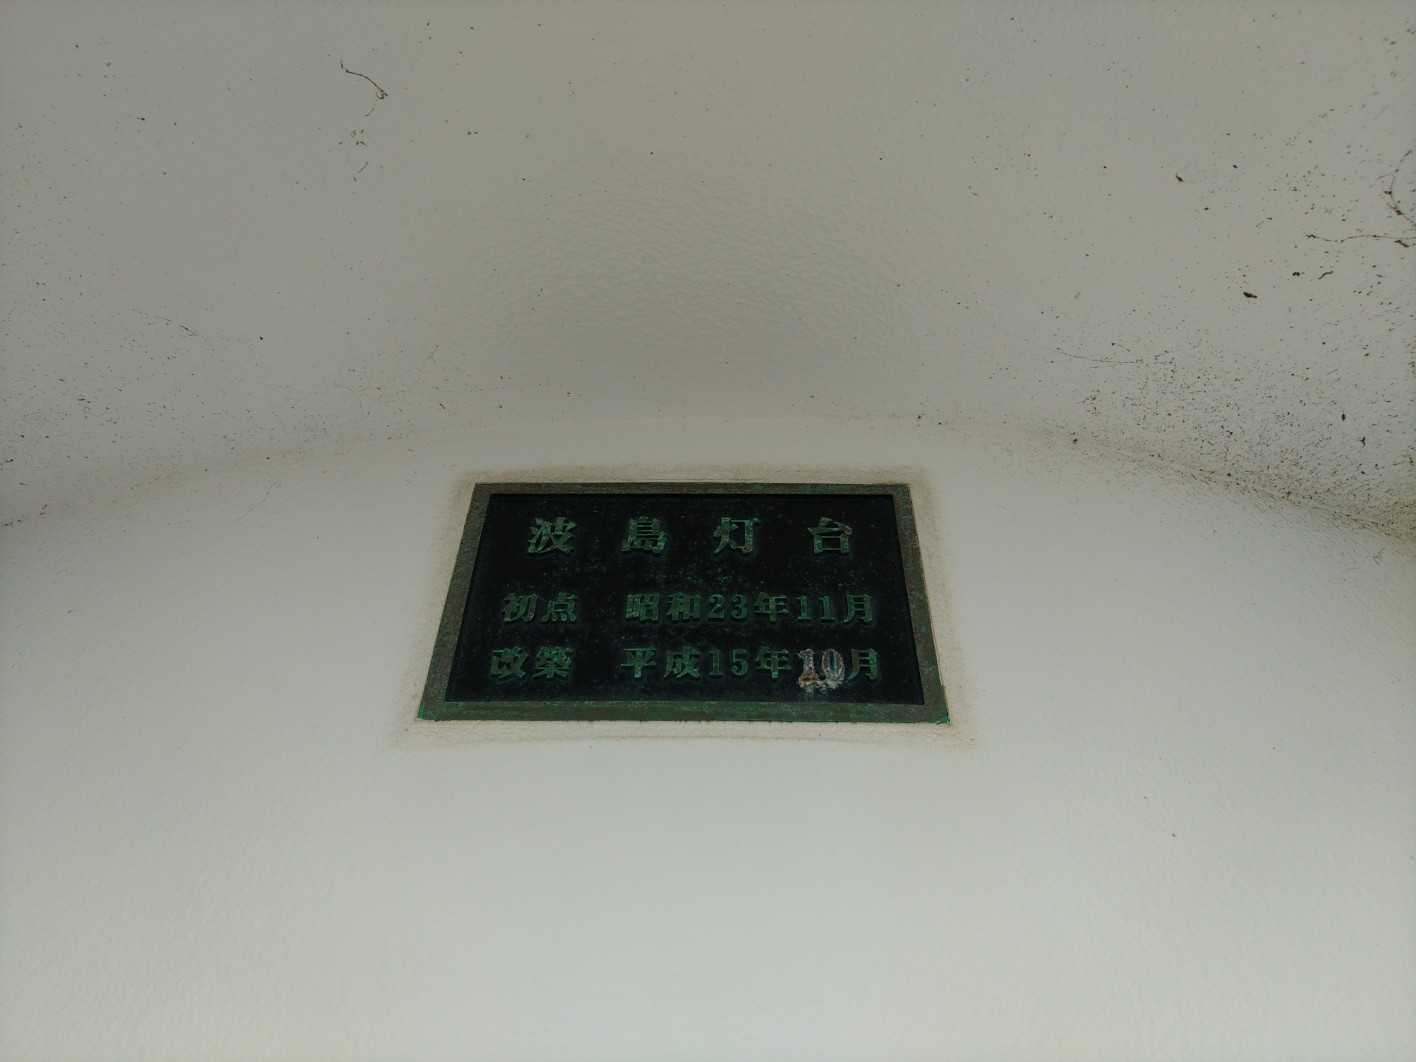 波島灯台
初点 昭和23年11月
改築 平成15年10月